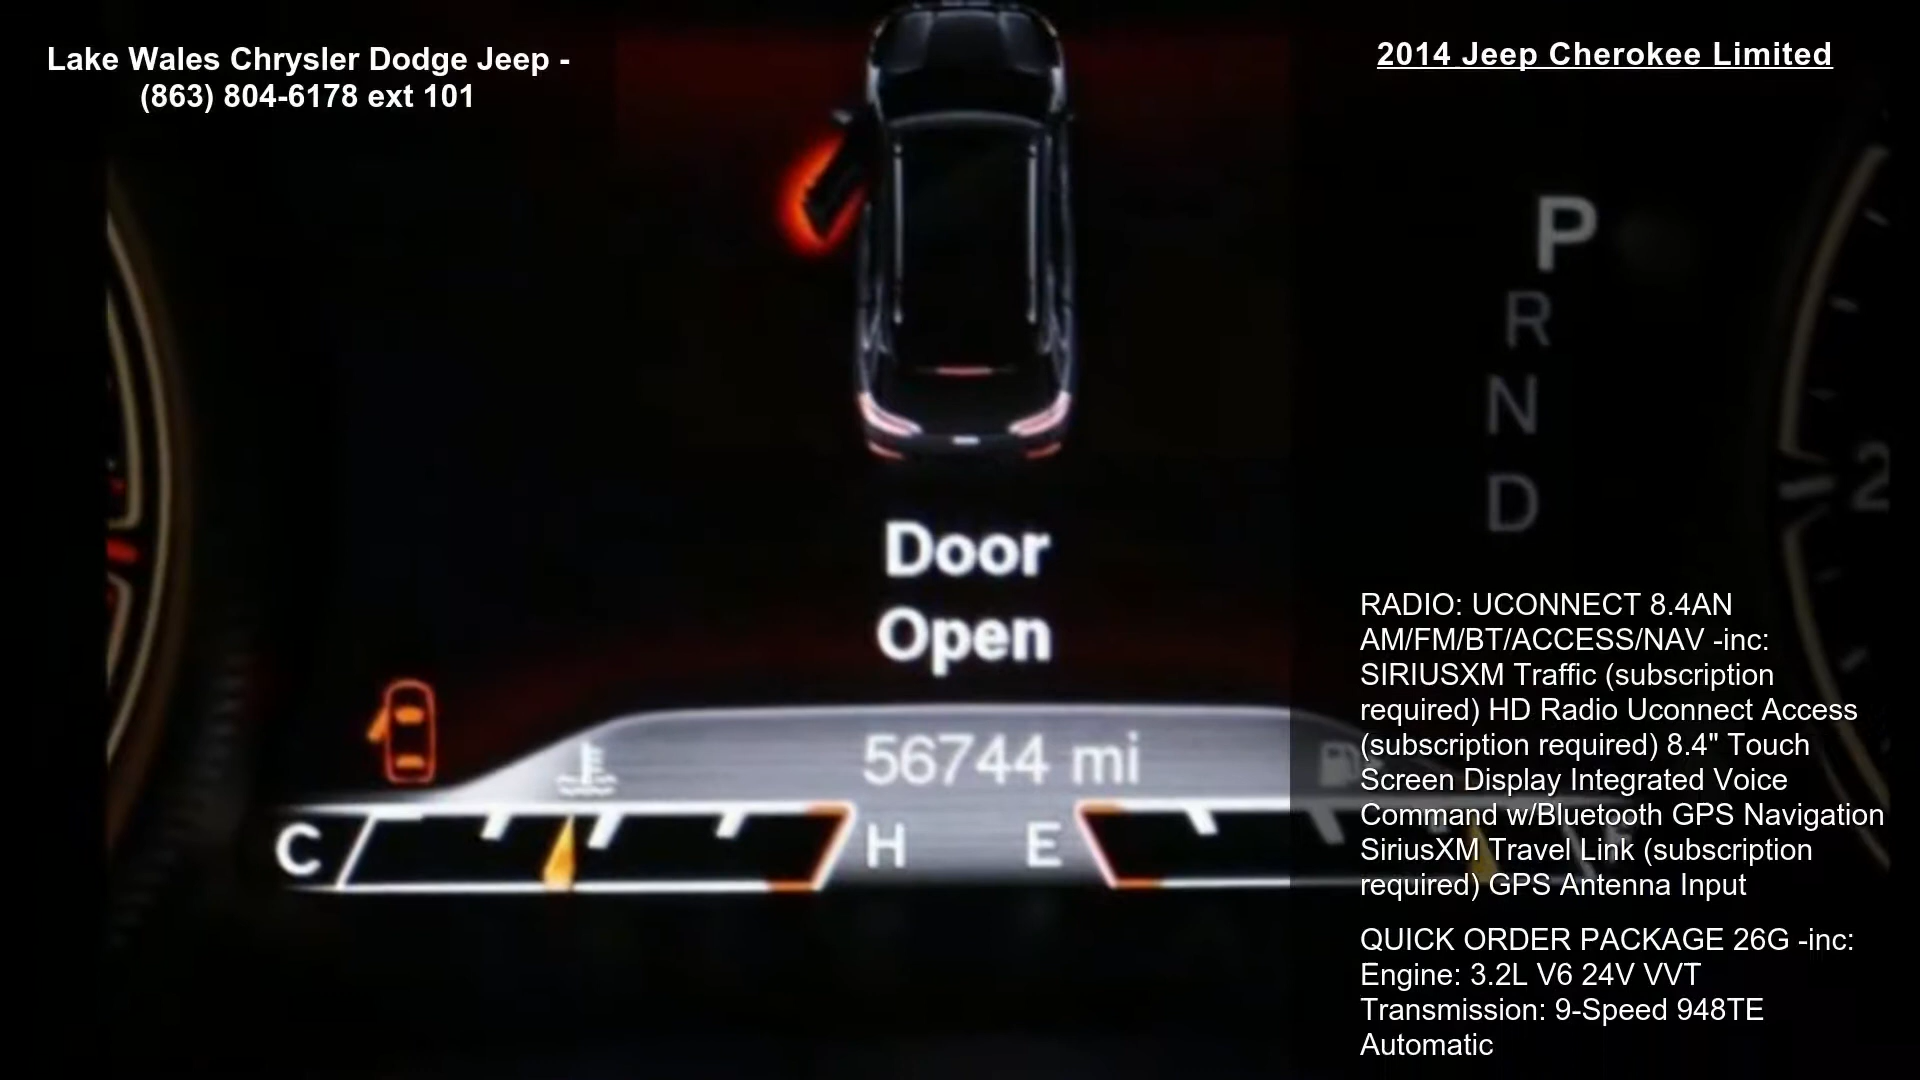 Lake Wales Chrysler Dodge Jeep -
(863) 804-6178 ext 101
2014 Jeep Cherokee Limited
P
R
N
D
2
Door
Open
56744 mi
C
H
E
RADIO: UCONNECT 8.4AN
AM/FM/BT/ACCESS/NAV -inc:
SIRIUSXM Traffic (subscription
required) HD Radio Uconnect Access
(subscription required) 8.4" Touch
Screen Display Integrated Voice
Command w/Bluetooth GPS Navigation
SiriusXM Travel Link (subscription
required) GPS Antenna Input
QUICK ORDER PACKAGE 26G -inc:
Engine: 3.2L V6 24V VVT
Transmission: 9-Speed 948TE
Automatic